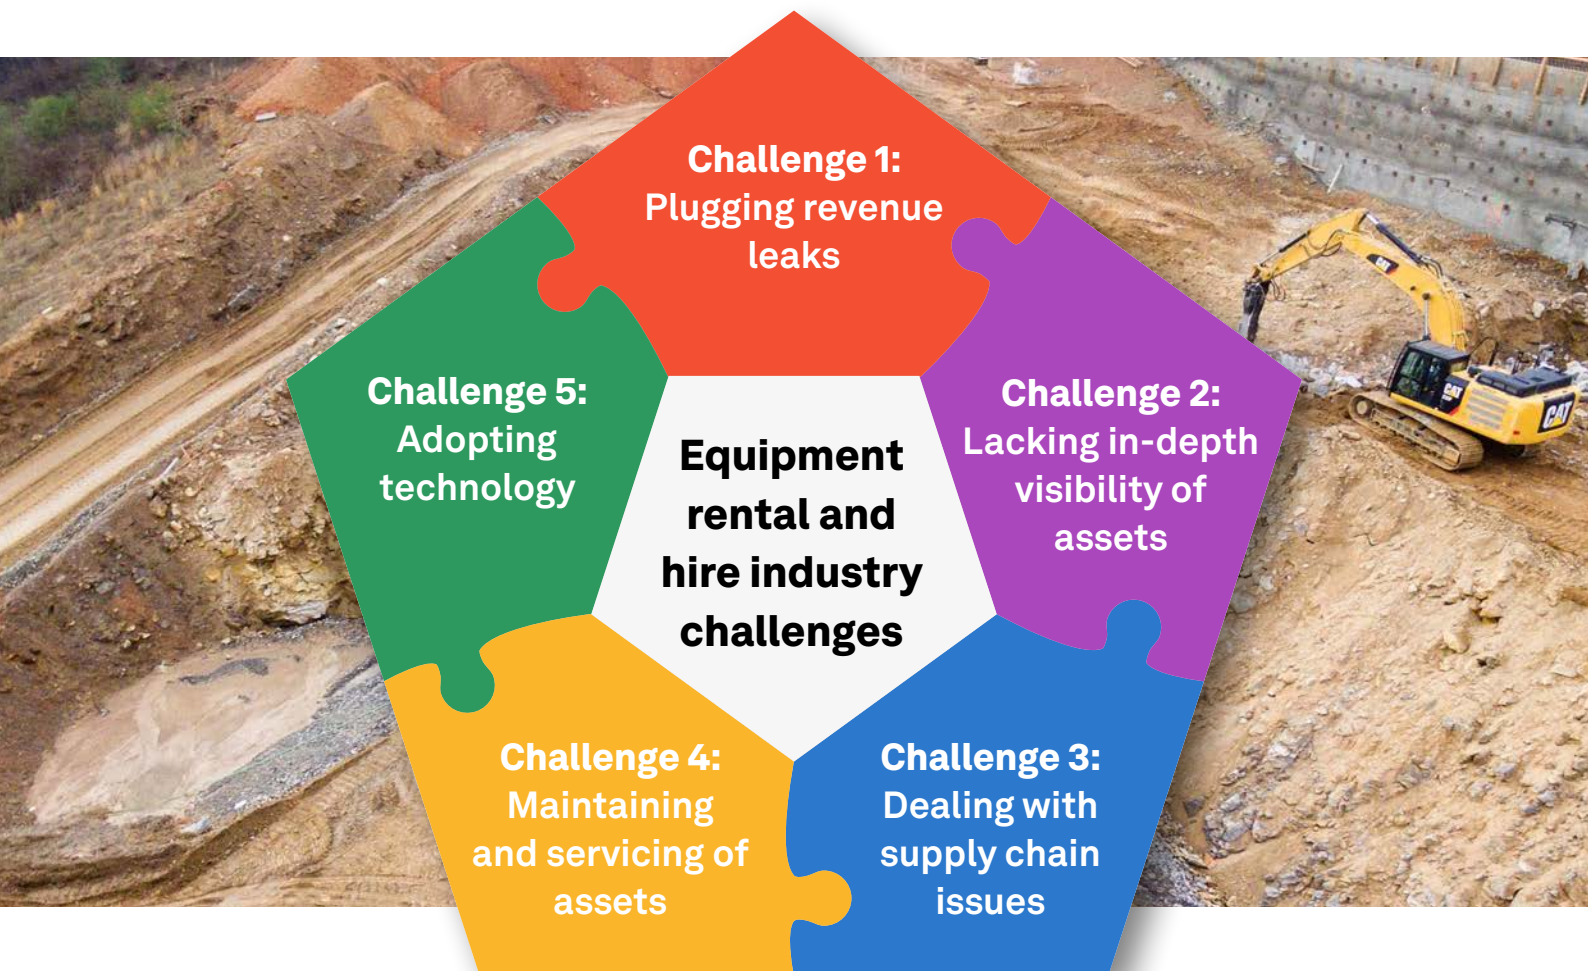 Challenge 1:
Plugging revenue
leaks
Challenge 2:
Lacking in-depth
visibility of
assets
Challenge 3:
Dealing with
supply chain
issues
Challenge 4:
Maintaining
and servicing of
assets
Challenge 5:
Adopting
technology
Equipment
rental and
hire industry
challenges
CAT
CAT
CAT